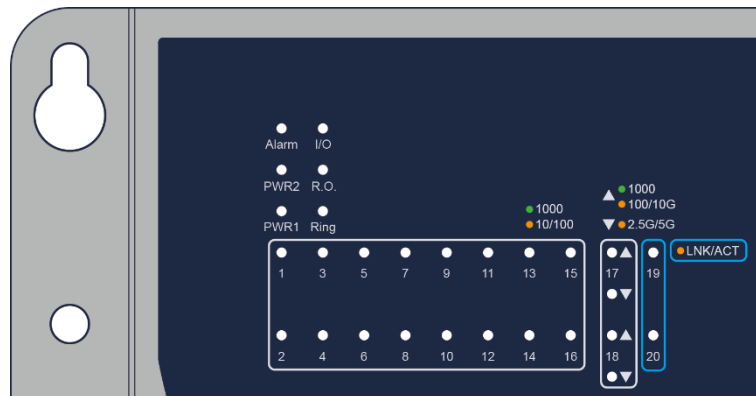 Alarm I/O
PWR2 R.O.
▲ 1000
100/10G
PWR1 Ring
1000
10/100
▼ 2.5G/5G
LNK/ACT
1 3 5 7 9 11 13 15 17 ▲ 19
▼
2 4 6 8 10 12 14 16 18 ▲ 20
▼